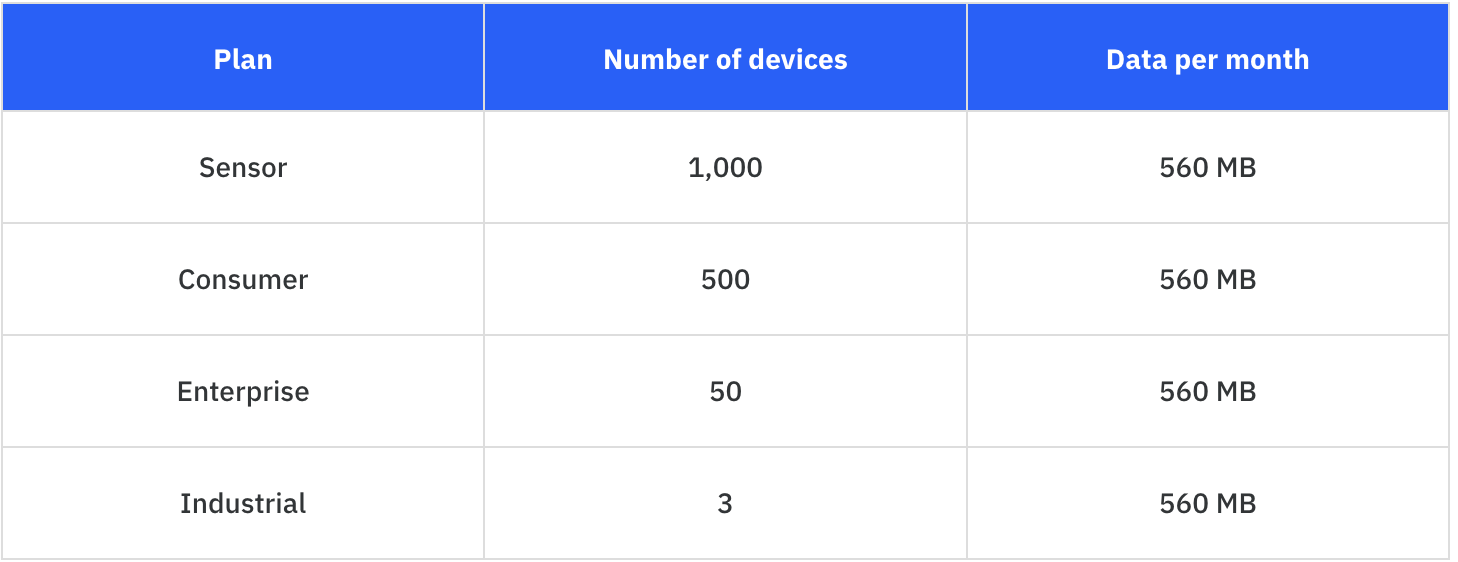 Plan Number of devices Data per month
Sensor 1,000 560 MB
Consumer 500 560 MB
Enterprise 50 560 MB
Industrial 3 560 MB